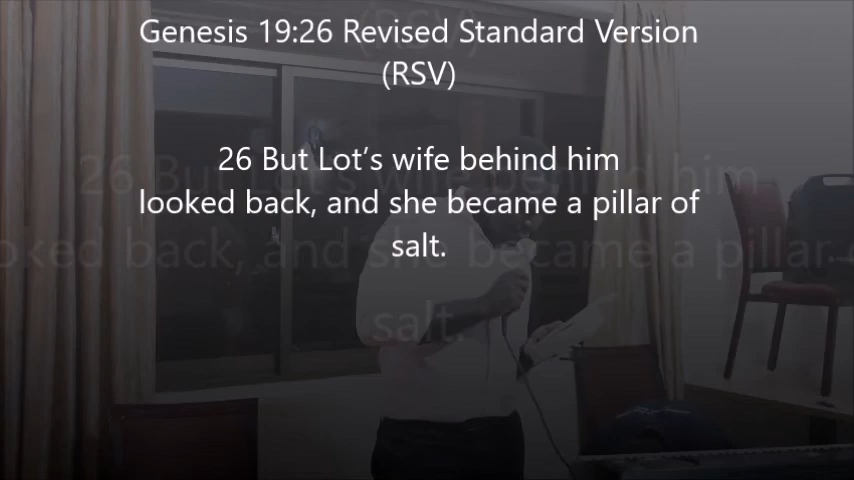 Genesis 19:26 Revised Standard Version
(RSV)
26 But Lot’s wife behind him
looked back, and she became a pillar of
salt.